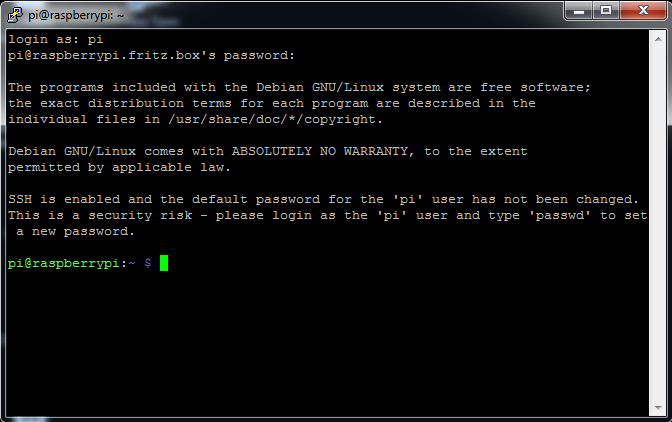 pi@raspberrypi: ~
login as: pi
pi@raspberrypi.fritz.box's password:
The programs included with the Debian GNU/Linux system are free software;
the exact distribution terms for each program are described in the
individual files in /usr/share/doc/*/copyright.
Debian GNU/Linux comes with ABSOLUTELY NO WARRANTY, to the extent
permitted by applicable law.
SSH is enabled and the default password for the 'pi' user has not been changed.
This is a security risk - please login as the 'pi' user and type 'passwd' to set
 a new password.
pi@raspberrypi:~ $